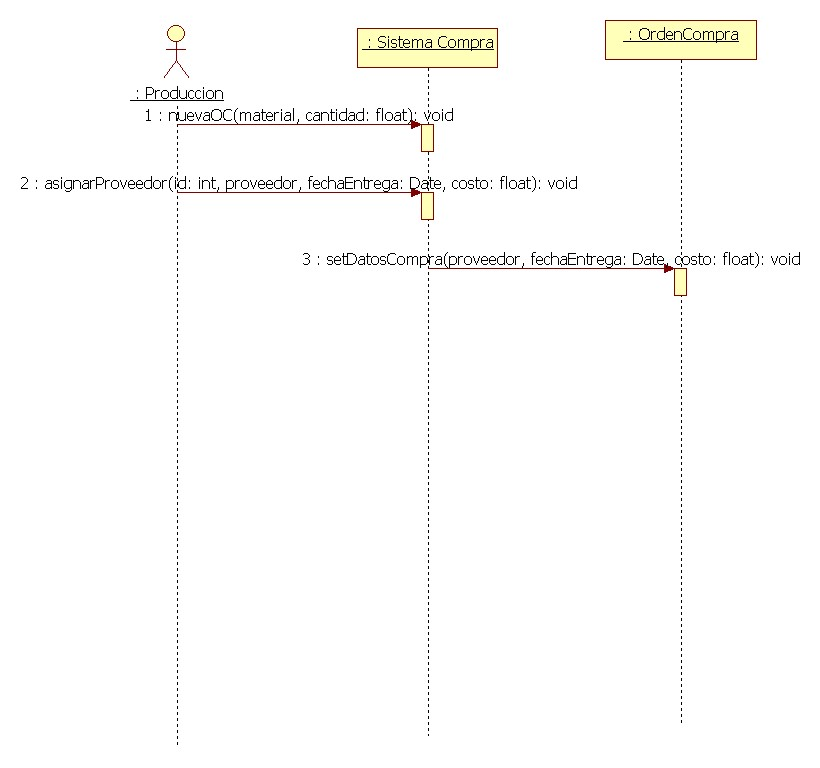 : Sistema Compra
: OrdenCompra
: Produccion
1 : nuevaOC(material, cantidad: float): void
2 : asignarProveedor(id: int, proveedor, fechaEntrega: Date, costo: float): void
3 : setDatosCompra(proveedor, fechaEntrega: Date, costo: float): void